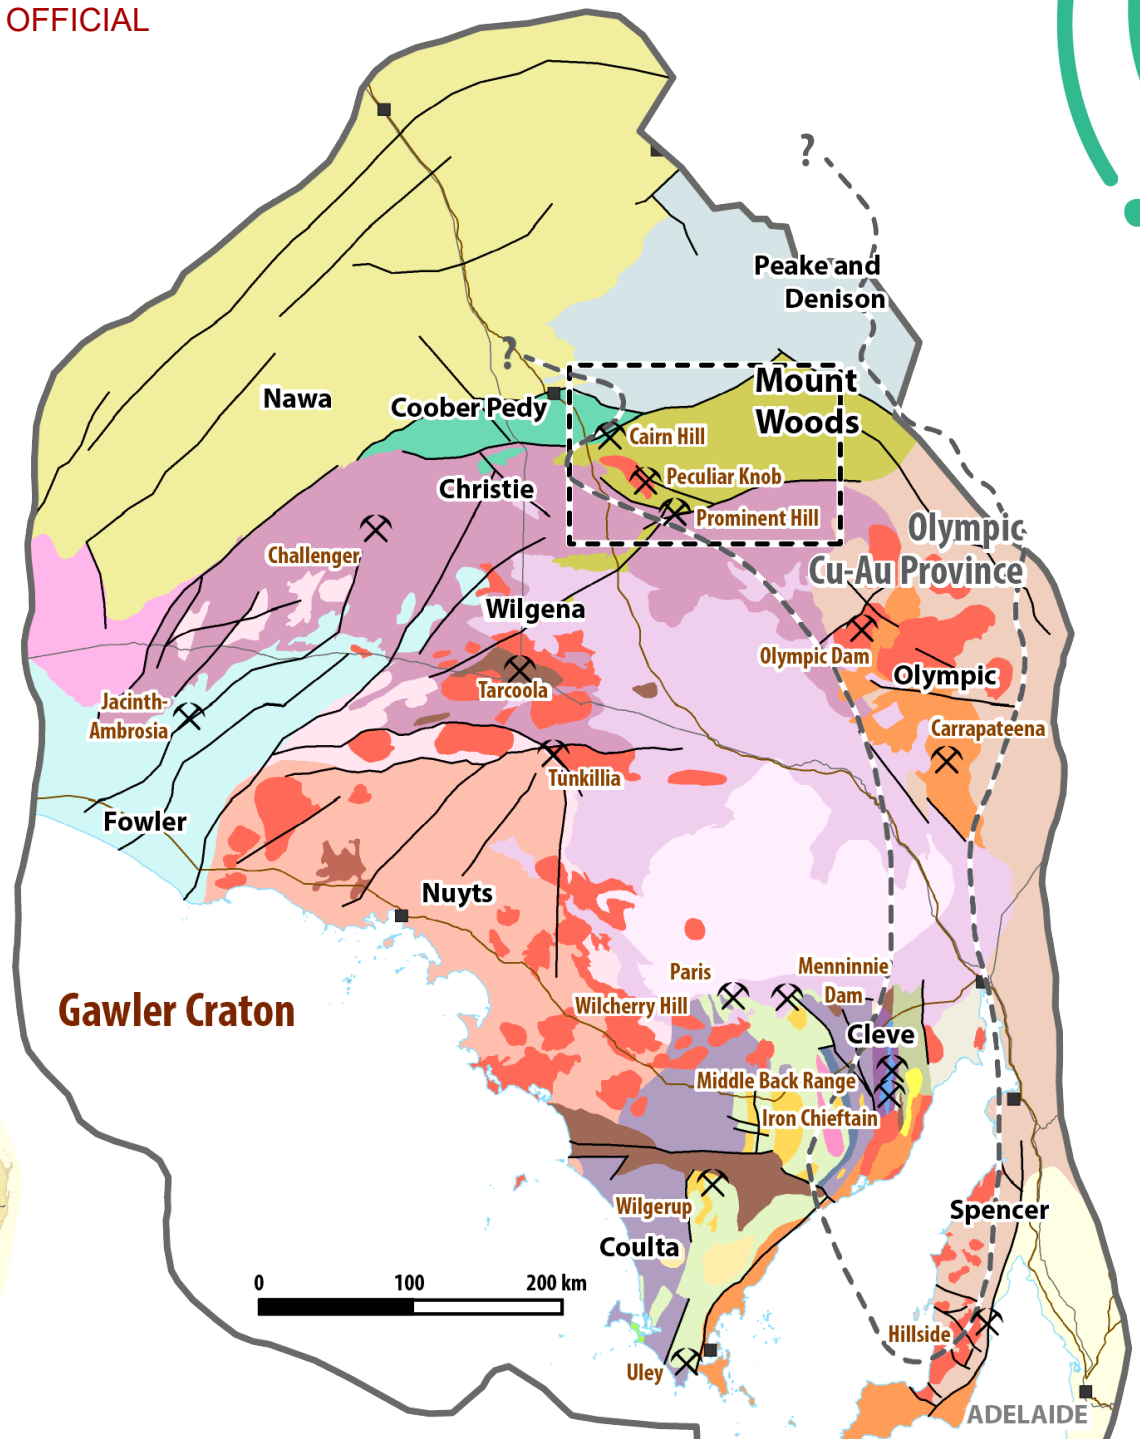 OFFICIAL
?
Peake and
Denison
?
Mount
Woods
Nawa
Coober Pedy
Cairn Hill
Peculiar Knob
Christie
Prominent Hill
Olympic
Cu-Au Province
Challenger
Wilgena
Olympic Dam
Olympic
Tarcoola
Jacinth-
Ambrosia
Carrapateena
Tunkillia
Fowler
Nuyts
Paris
Menninnie
Dam
Wilcherry Hill
Gawler Craton
Cleve
Middle Back Range
Iron Chieftain
Wilgerup
Spencer
Coulta
0 100 200 km
Hillside
Uley
ADELAIDE